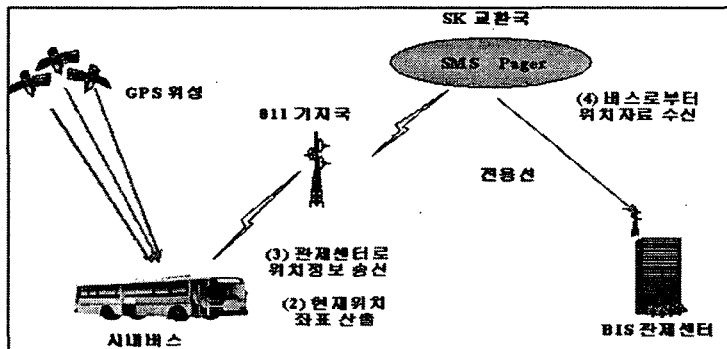 SK 교환국
SMS Pager
GPS 위성
(4) 버스로부터
위치자료 수신
011 기지국
전용선
(3) 관제센터로
위치정보 송신
(2) 현재위치
좌표 산출
시내버스
BIS 관제센터